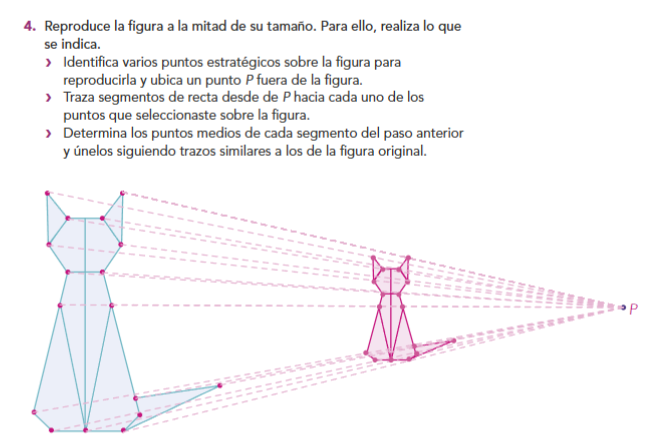 4. Reproduce la figura a la mitad de su tamaño. Para ello, realiza lo que
se indica.
› Identifica varios puntos estratégicos sobre la figura para
reproducirla y ubica un punto P fuera de la figura.
› Traza segmentos de recta desde de P hacia cada uno de los
puntos que seleccionaste sobre la figura.
› Determina los puntos medios de cada segmento del paso anterior
y únelos siguiendo trazos similares a los de la figura original.
P